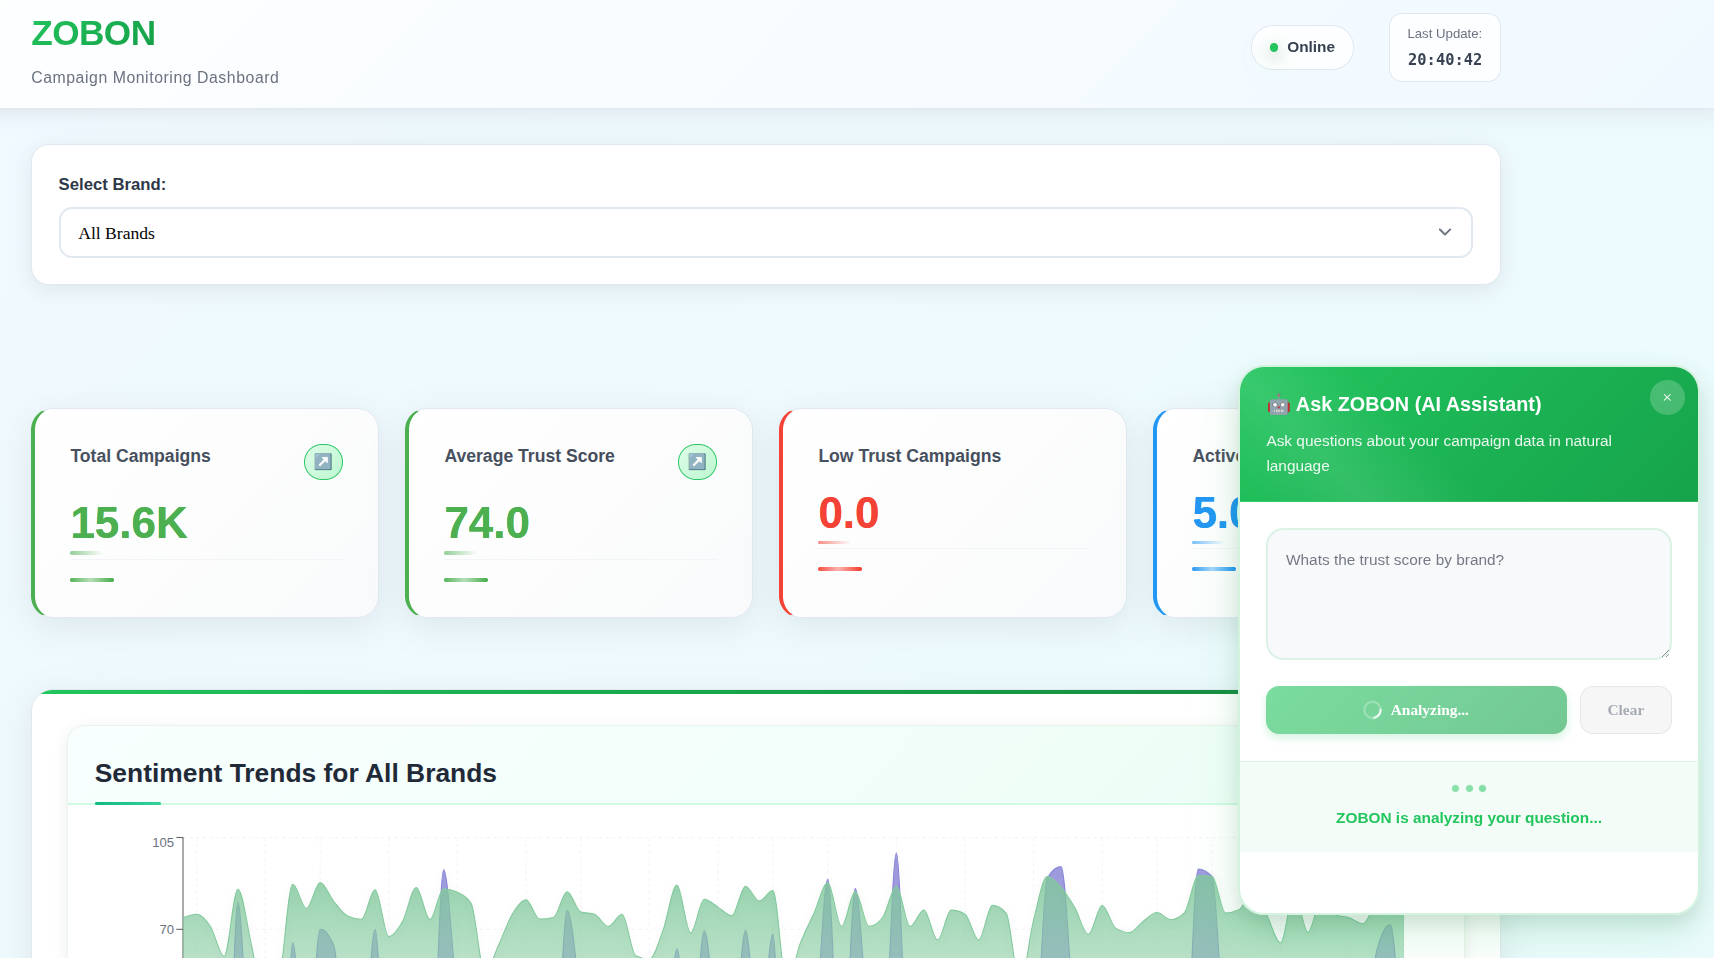 ZOBON
Campaign Monitoring Dashboard
Online
Last Update:
20:40:42
Select Brand:
All Brands
Total Campaigns
15.6K
Average Trust Score
74.0
Low Trust Campaigns
0.0
Active
5.0
Ask ZOBON (AI Assistant)
×
Ask questions about your campaign data in natural
language
Whats the trust score by brand?
Analyzing...
Clear
ZOBON is analyzing your question...
Sentiment Trends for All Brands
105
70